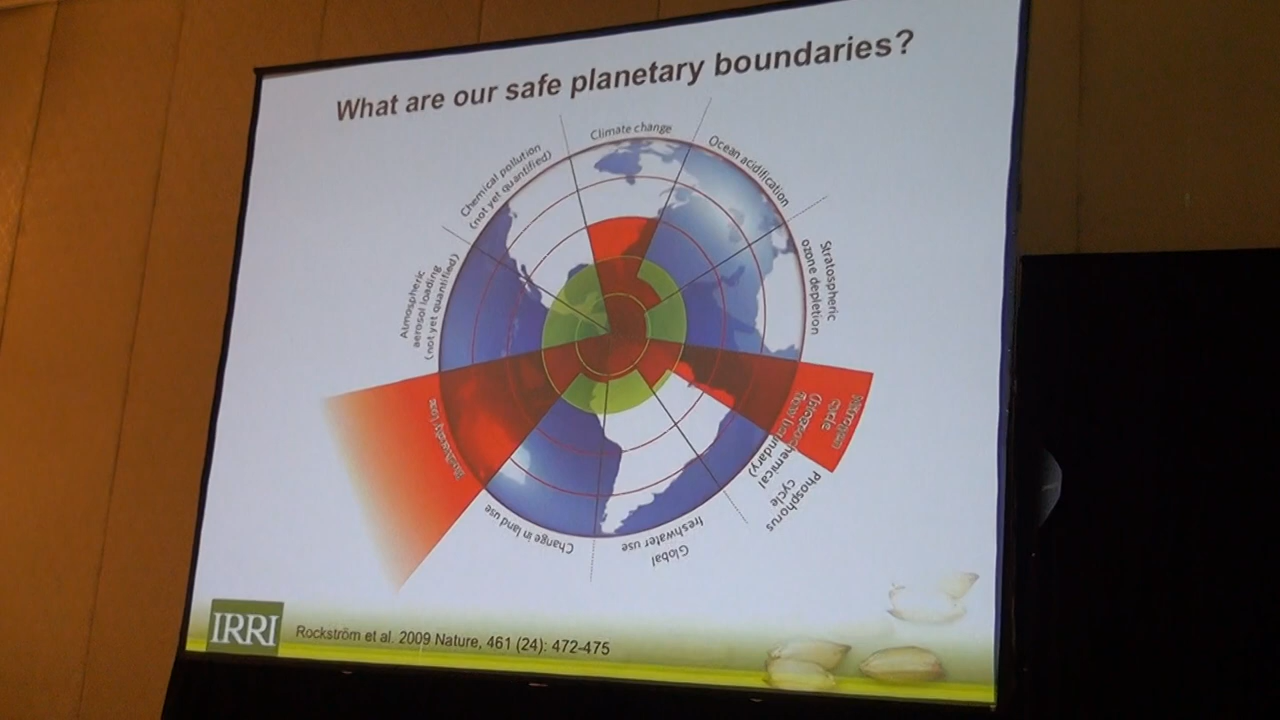 What are our safe planetary boundaries?
Climate change
Ocean acidification
Stratospheric
ozone depletion
Nitrogen
cycle
(biogeochemical
flow boundary)
Phosphorus
cycle
Global
freshwater use
Change in land use
Biodiversity loss
Atmospheric
aerosol loading
(not yet quantified)
Chemical pollution
(not yet quantified)
IRRI
Rockström et al. 2009 Nature, 461 (24): 472-475